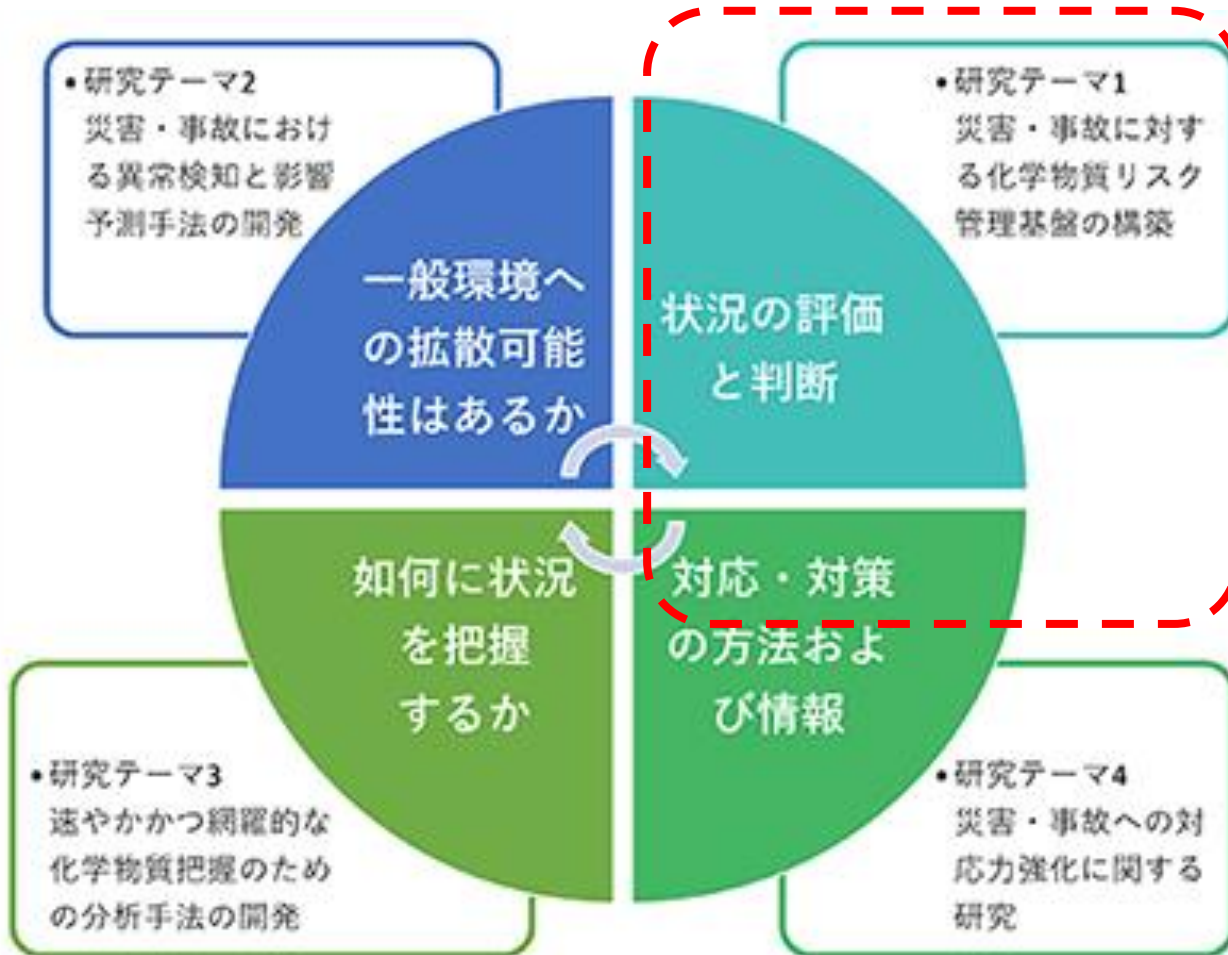 • 研究テーマ2
災害・事故におけ
る異常検知と影響
予測手法の開発
• 研究テーマ1
災害・事故に対す
る化学物質リスク
管理基盤の構築
一般環境へ
の拡散可能
性はあるか
状況の評価
と判断
如何に状況
を把握
するか
対応・対策
の方法およ
び情報
• 研究テーマ3
速やかかつ網羅的な
化学物質把握のため
の分析手法の開発
• 研究テーマ4
災害・事故への対
応力強化に関する
研究